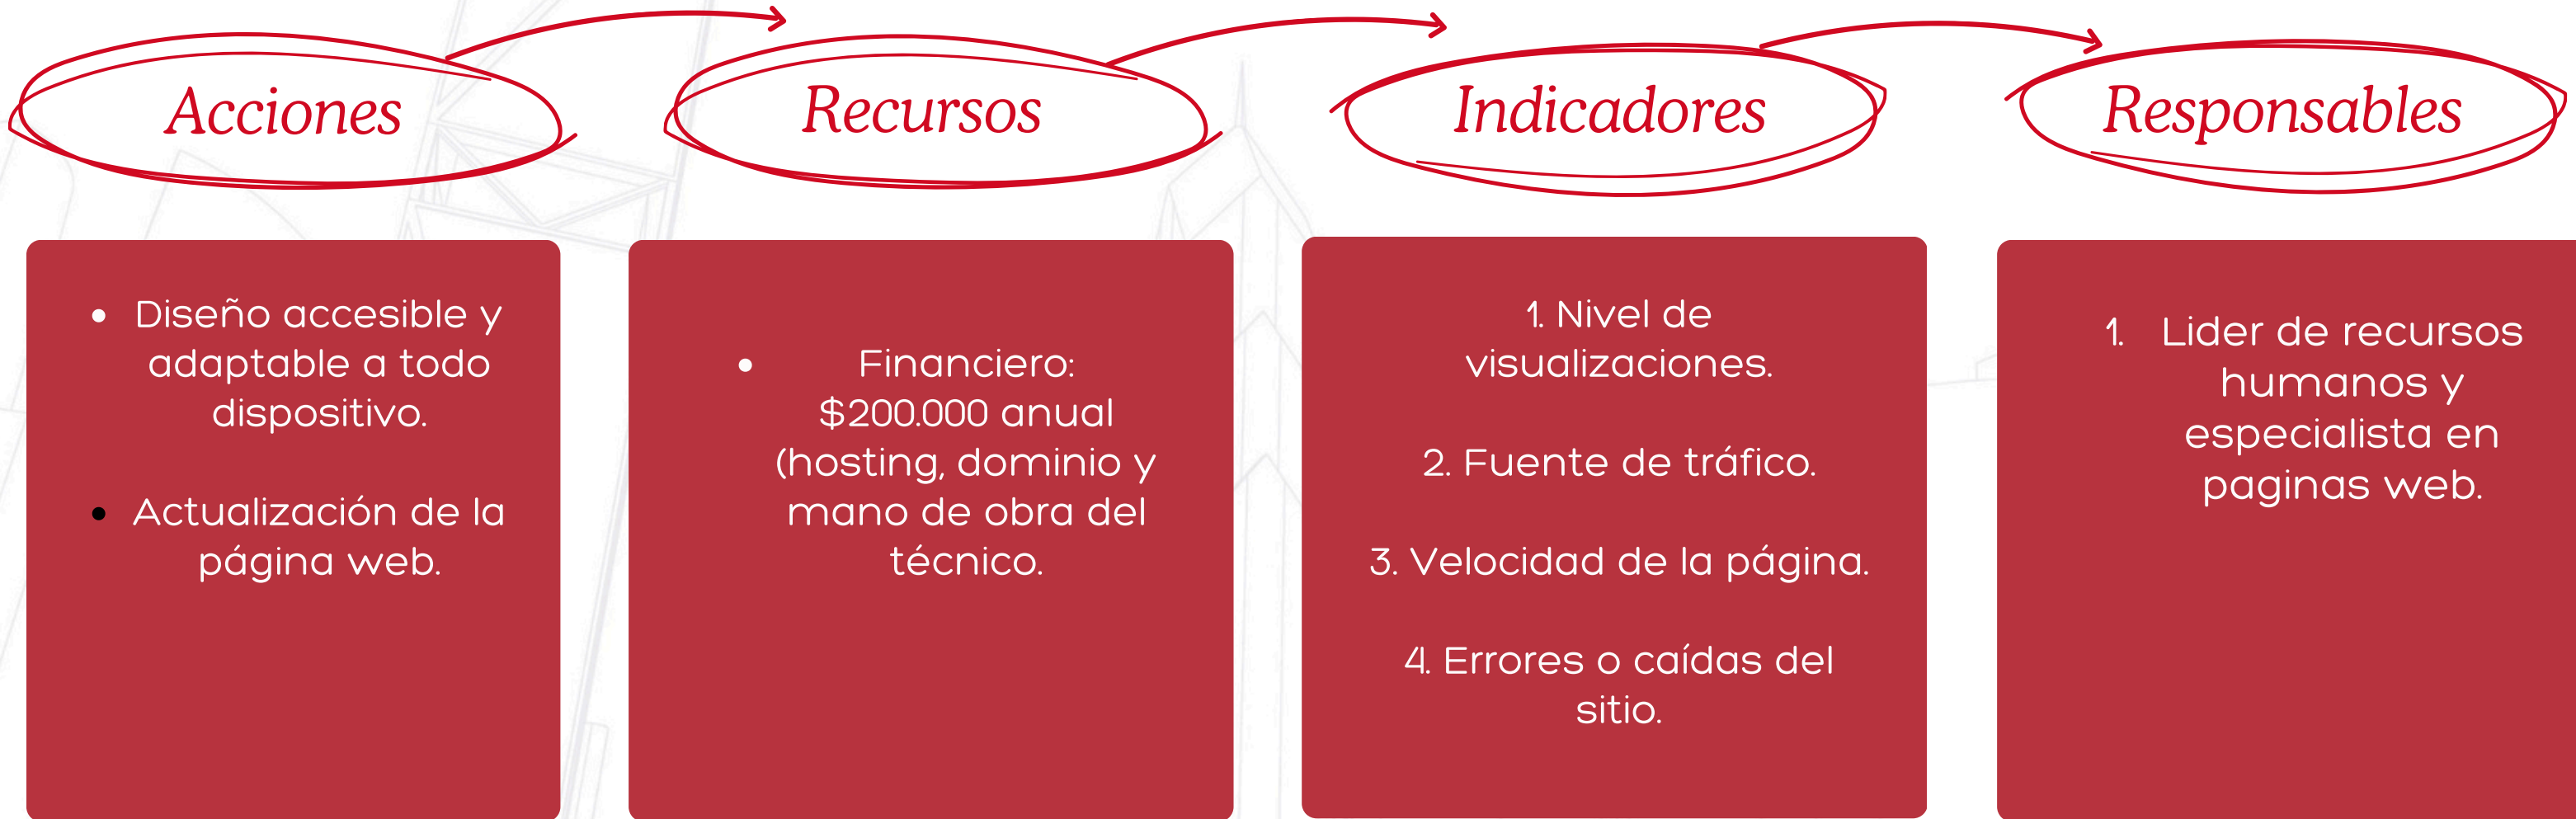 Acciones
Recursos
Indicadores
Responsables
• Diseño accesible y
adaptable a todo
dispositivo.
• Actualización de la
página web.
• Financiero:
$200.000 anual
(hosting, dominio y
mano de obra del
técnico.
1. Nivel de
visualizaciones.
2. Fuente de tráfico.
3. Velocidad de la página.
4. Errores o caídas del
sitio.
1. Lider de recursos
humanos y
especialista en
paginas web.